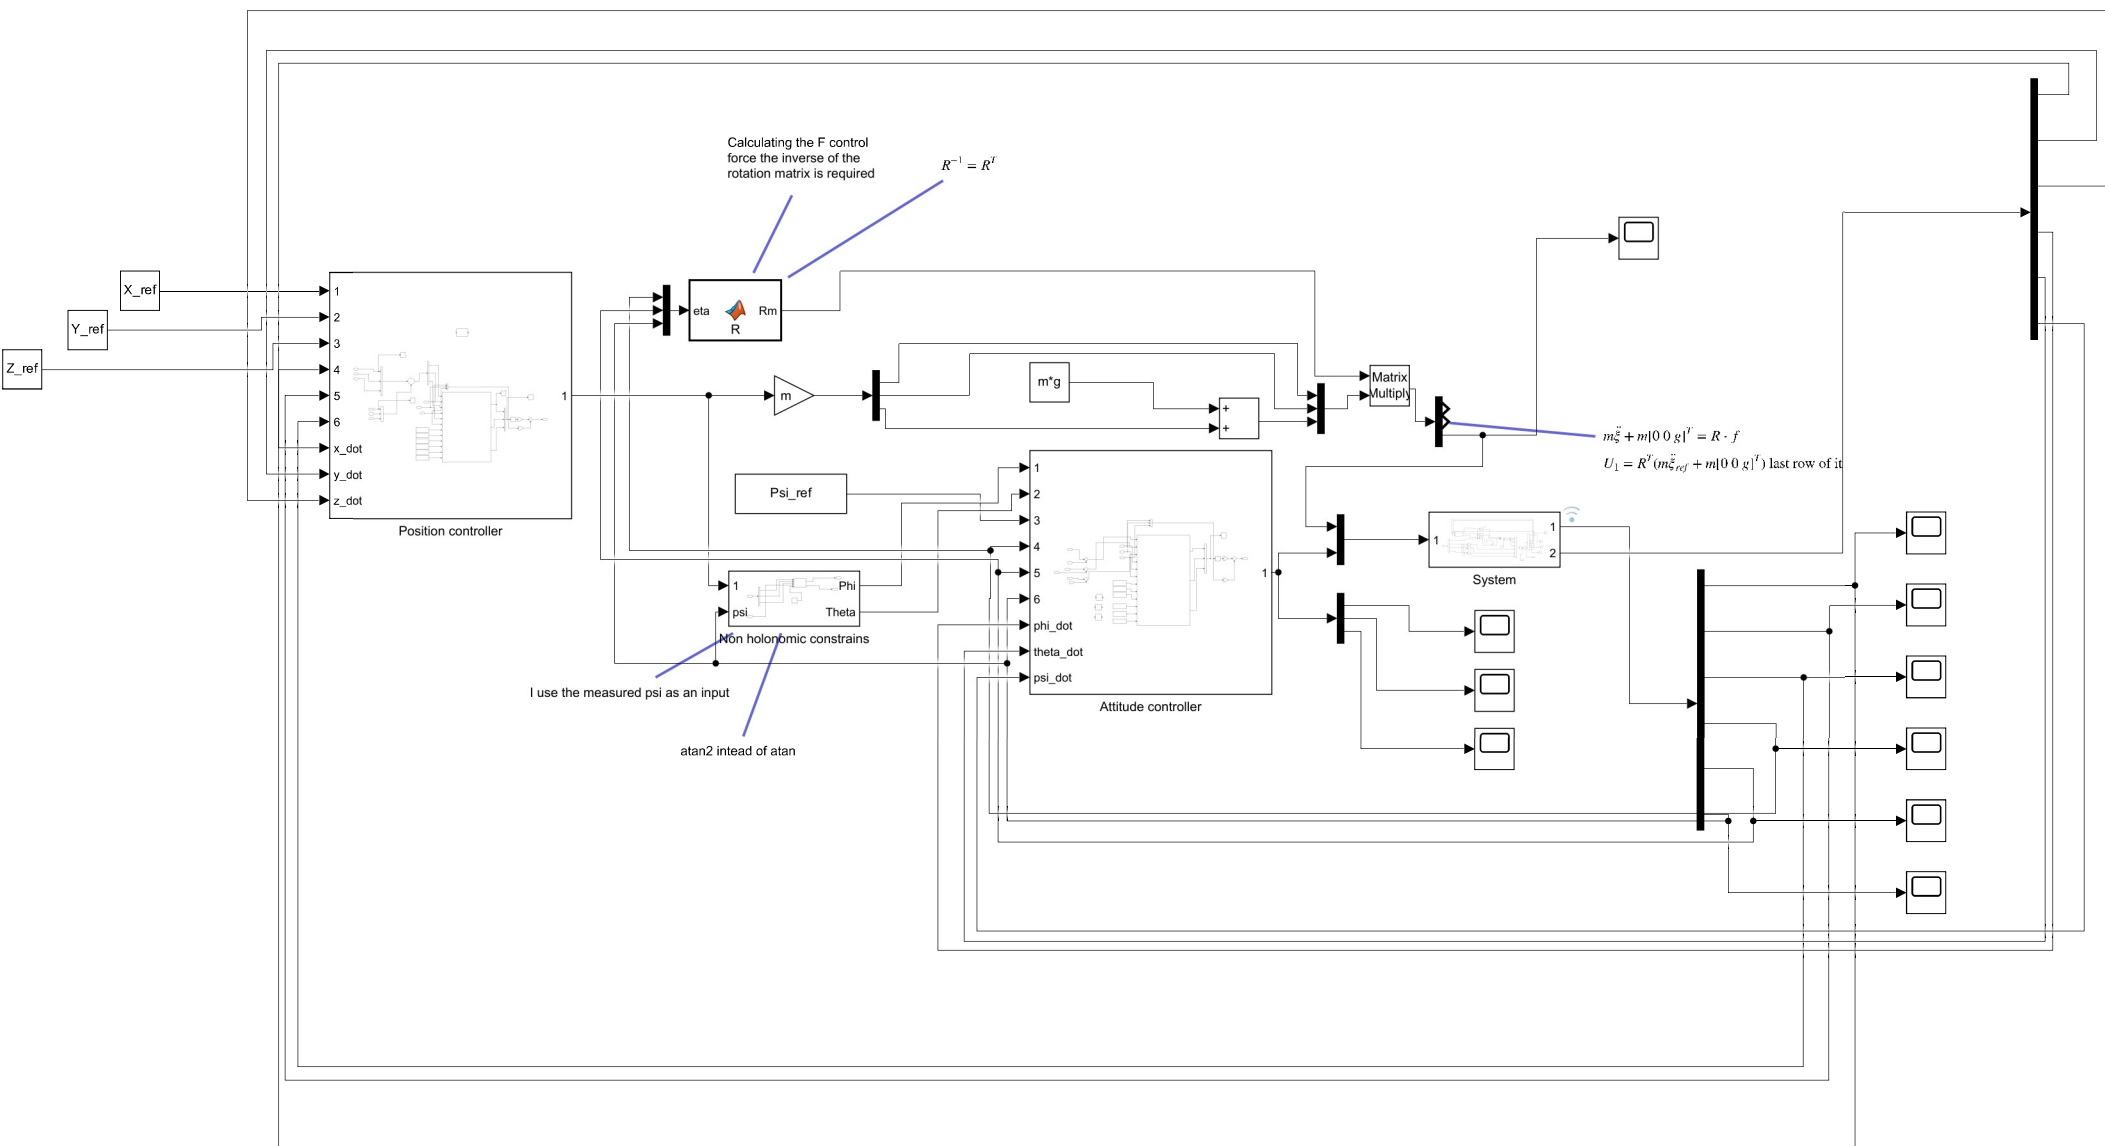 Calculating the F control
force the inverse of the
rotation matrix is required
R⁻¹ = Rᵀ
X_ref
Y_ref
Z_ref
1
2
3
4
5
6
x_dot
y_dot
z_dot
1
Position controller
eta
R
Rm
m
m*g
+
+
Matrix
Multiply
mξ̈ + m[0 0 g]ᵀ = R · f
U₁ = Rᵀ(mξ̈ref + m[0 0 g]ᵀ) last row of it
Psi_ref
1
psi
Phi
Theta
Non holonomic constrains
I use the measured psi as an input
atan2 intead of atan
1
2
3
4
5
6
phi_dot
theta_dot
psi_dot
1
Attitude controller
1
1
2
System